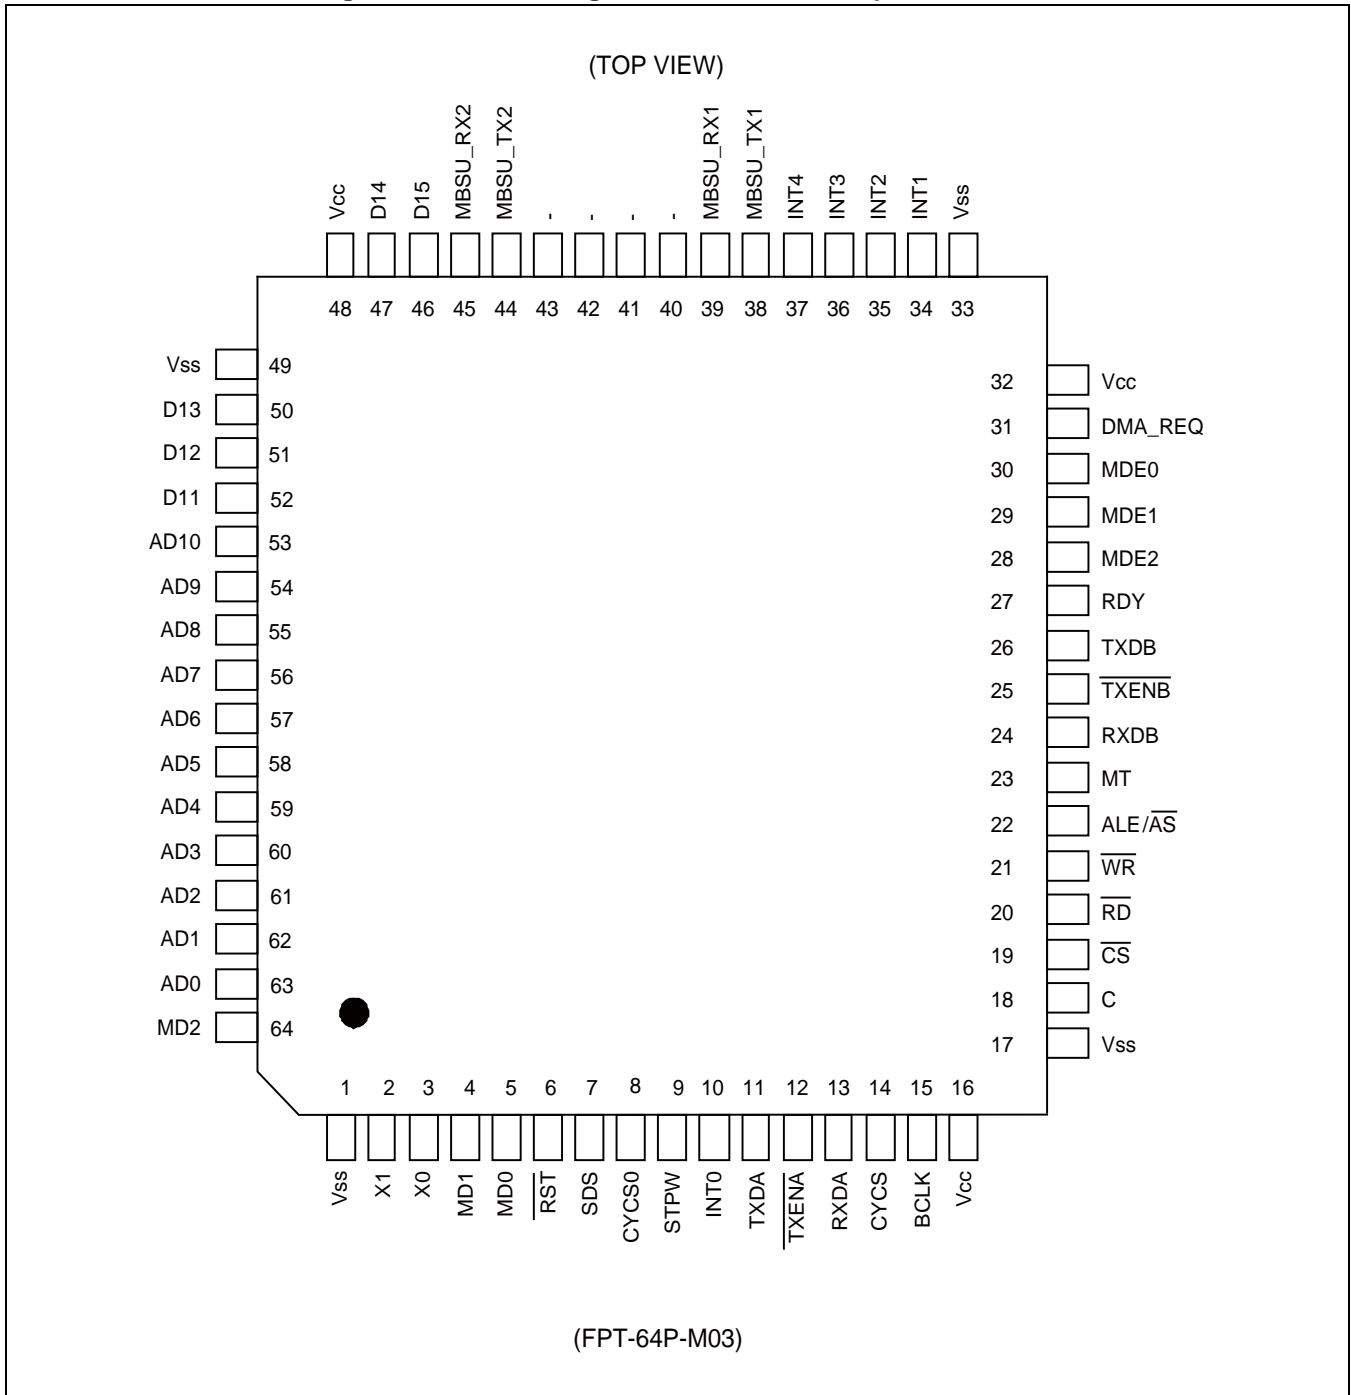 (TOP VIEW)
Vcc
D14
D15
MBSU_RX2
MBSU_TX2
-
-
-
-
MBSU_RX1
MBSU_TX1
INT4
INT3
INT2
INT1
Vss
48 47 46 45 44 43 42 41 40 39 38 37 36 35 34 33
Vss 49
D13 50
D12 51
D11 52
AD10 53
AD9 54
AD8 55
AD7 56
AD6 57
AD5 58
AD4 59
AD3 60
AD2 61
AD1 62
AD0 63
MD2 64
32 Vcc
31 DMA_REQ
30 MDE0
29 MDE1
28 MDE2
27 RDY
26 TXDB
25 TXENB
24 RXDB
23 MT
22 ALE/AS
21 WR
20 RD
19 CS
18 C
17 Vss
1 2 3 4 5 6 7 8 9 10 11 12 13 14 15 16
Vss
X1
X0
MD1
MD0
RST
SDS
CYCS0
STPW
INT0
TXDA
TXENA
RXDA
CYCS
BCLK
Vcc
(FPT-64P-M03)